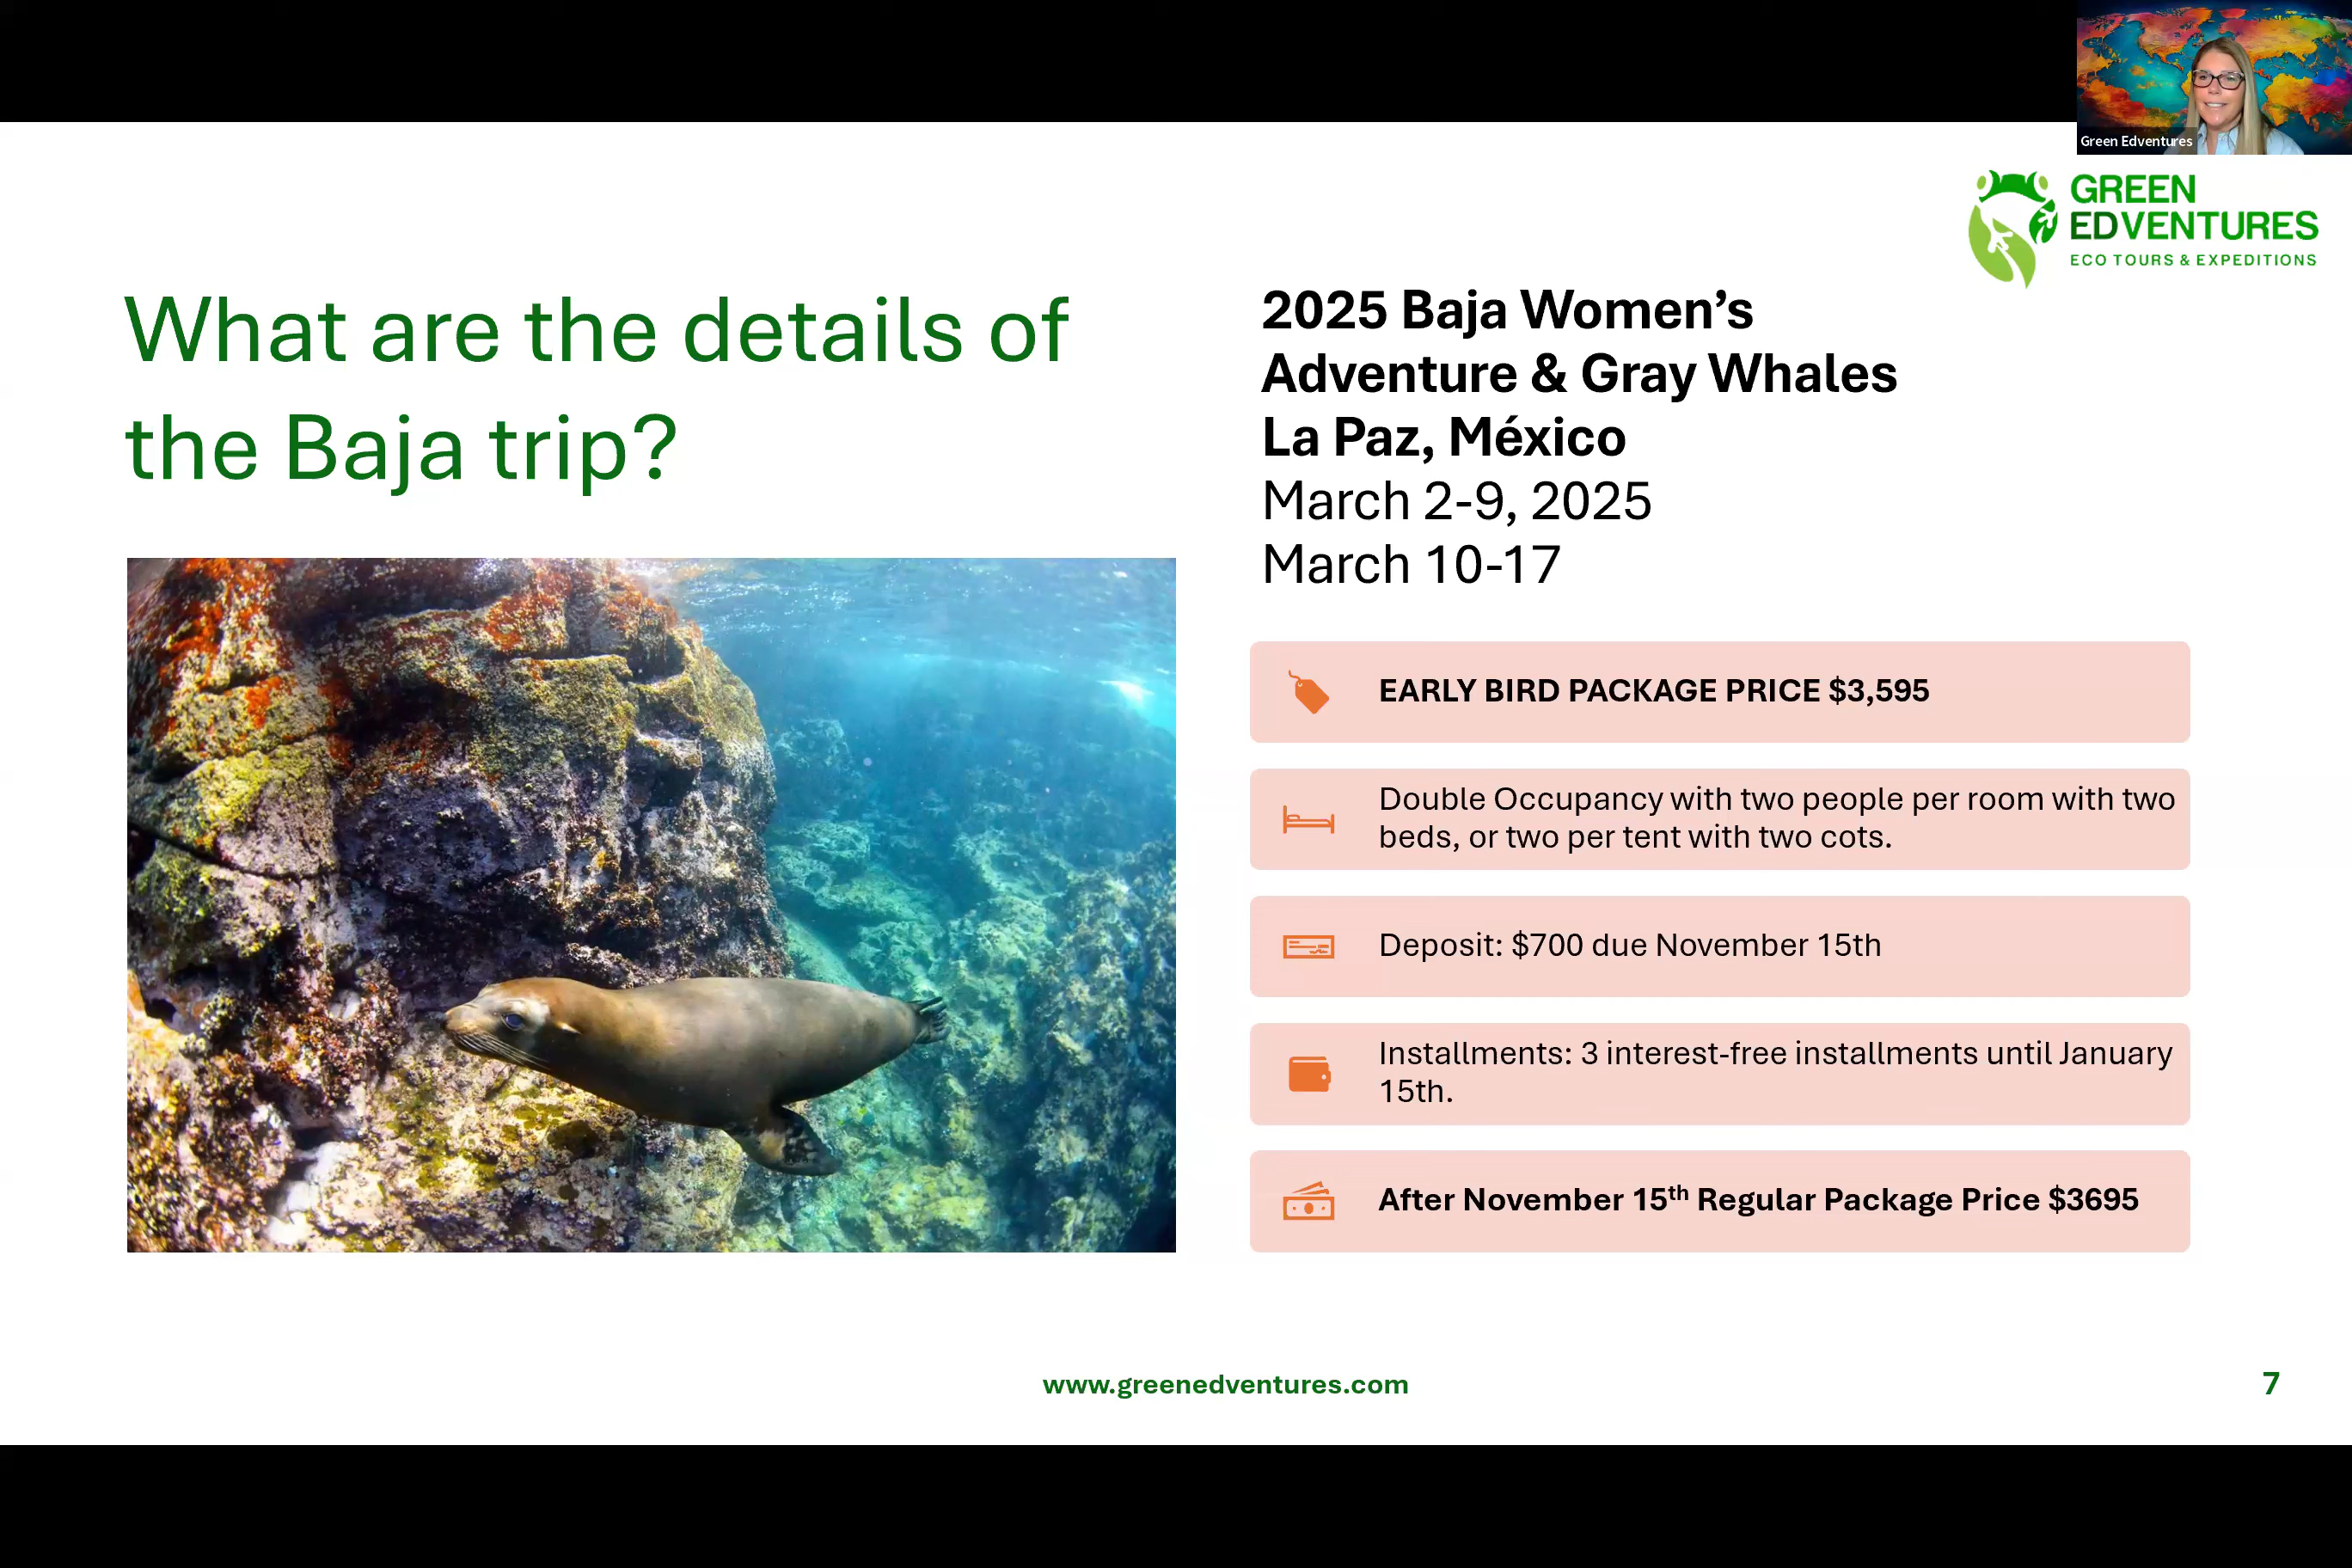 Green Edventures
GREEN
EDVENTURES
ECO TOURS & EXPEDITIONS
What are the details of
the Baja trip?
2025 Baja Women’s
Adventure & Gray Whales
La Paz, México
March 2-9, 2025
March 10-17
EARLY BIRD PACKAGE PRICE $3,595
Double Occupancy with two people per room with two
beds, or two per tent with two cots.
Deposit: $700 due November 15th
Installments: 3 interest-free installments until January
15th.
After November 15th Regular Package Price $3695
www.greenedventures.com
7